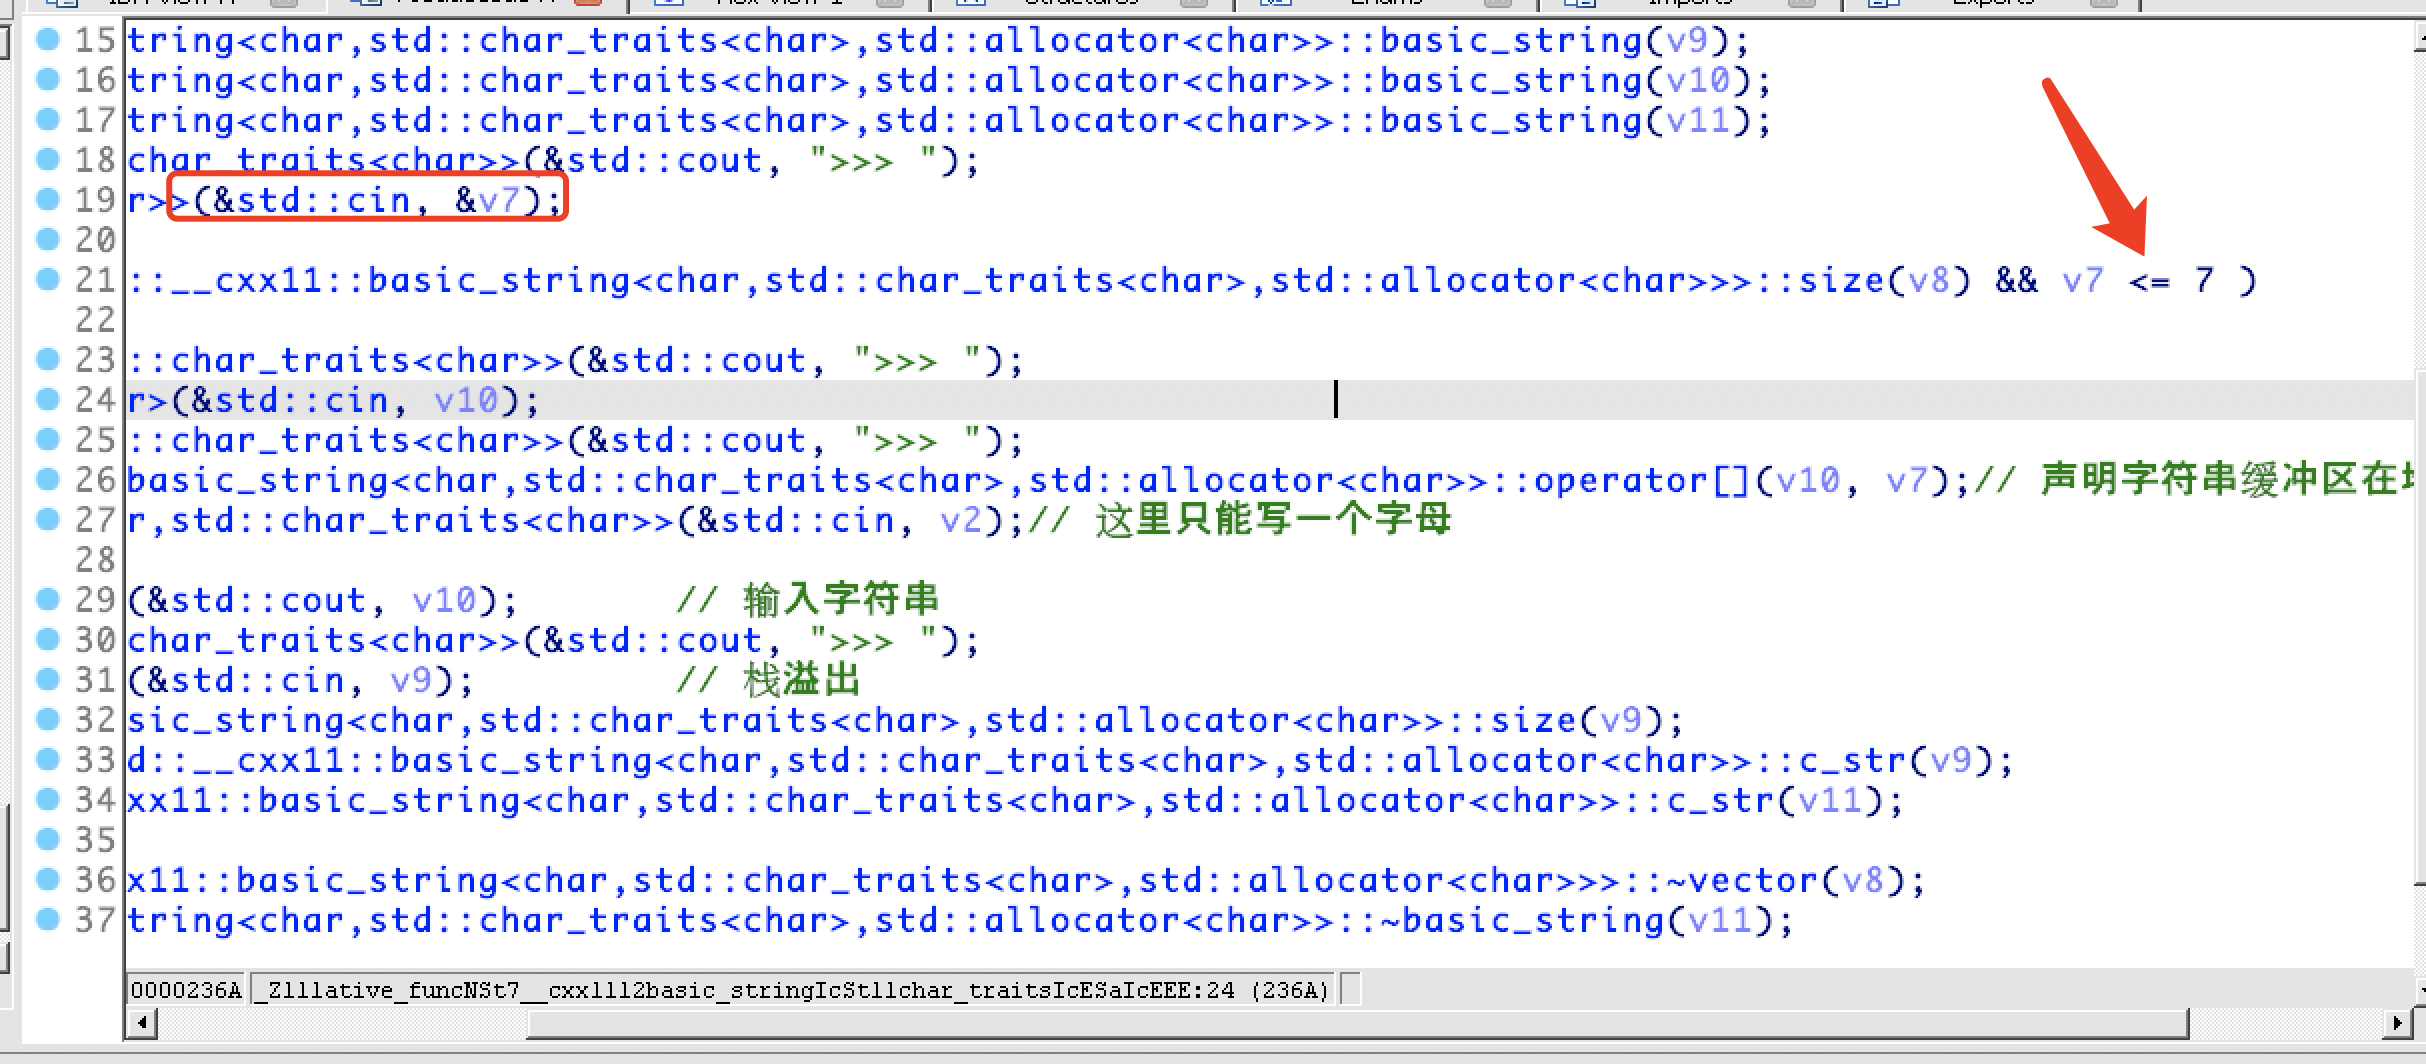 Structures
Enums
Imports
Exports
15 tring<char,std::char_traits<char>,std::allocator<char>>::basic_string(v9);
16 tring<char,std::char_traits<char>,std::allocator<char>>::basic_string(v10);
17 tring<char,std::char_traits<char>,std::allocator<char>>::basic_string(v11);
18 char_traits<char>>(&std::cout, ">>> ");
19 r>>(&std::cin, &v7);
20
21 ::__cxx11::basic_string<char,std::char_traits<char>,std::allocator<char>>>::size(v8) && v7 <= 7 )
22
23 ::char_traits<char>>(&std::cout, ">>> ");
24 r>(&std::cin, v10);
25 ::char_traits<char>>(&std::cout, ">>> ");
26 basic_string<char,std::char_traits<char>,std::allocator<char>>::operator[](v10, v7);// 声明字符串缓冲区在
27 r,std::char_traits<char>>(&std::cin, v2);// 这里只能写一个字母
28
29 (&std::cout, v10); // 输入字符串
30 char_traits<char>>(&std::cout, ">>> ");
31 (&std::cin, v9); // 栈溢出
32 sic_string<char,std::char_traits<char>,std::allocator<char>>::size(v9);
33 d::__cxx11::basic_string<char,std::char_traits<char>,std::allocator<char>>::c_str(v9);
34 xx11::basic_string<char,std::char_traits<char>,std::allocator<char>>::c_str(v11);
35
36 x11::basic_string<char,std::char_traits<char>,std::allocator<char>>>::~vector(v8);
37 tring<char,std::char_traits<char>,std::allocator<char>>::~basic_string(v11);
0000236A _Z11lative_funcNSt7__cxx1112basic_stringIcSt11char_traitsIcESaIcEEE:24 (236A)